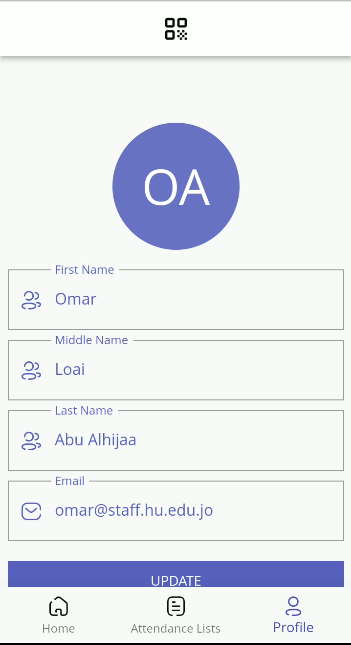 OA
First Name
Omar
Middle Name
Loai
Last Name
Abu Alhijaa
Email
omar@staff.hu.edu.jo
UPDATE
Home
Attendance Lists
Profile